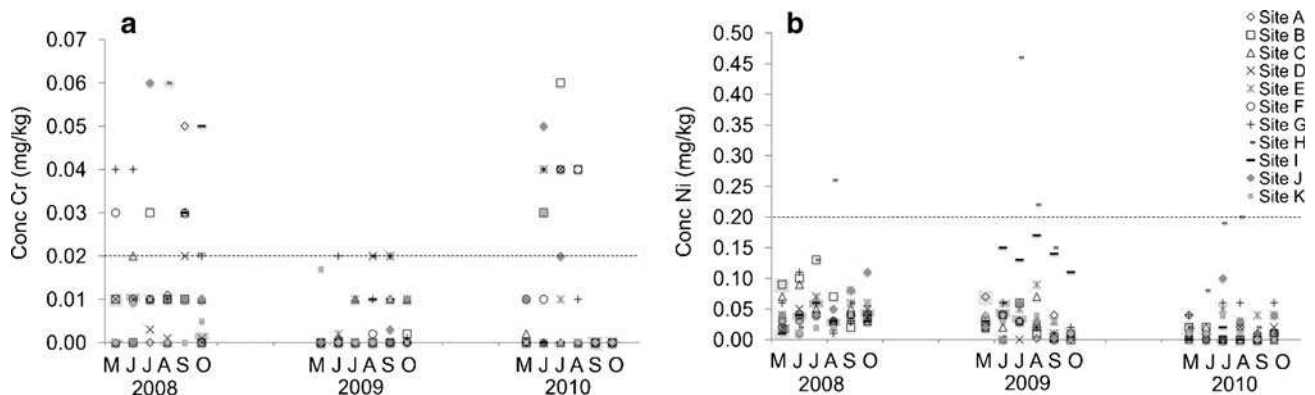 a
Conc Cr (mg/kg)
0.07
0.06
0.05
0.04
0.03
0.02
0.01
0.00
M J J A S O
M J J A S O
M J J A S O
2008
2009
2010
b
Conc Ni (mg/kg)
0.50
0.45
0.40
0.35
0.30
0.25
0.20
0.15
0.10
0.05
0.00
M J J A S O
M J J A S O
M J J A S O
2008
2009
2010
Site A
Site B
Site C
Site D
Site E
Site F
Site G
Site H
Site I
Site J
Site K